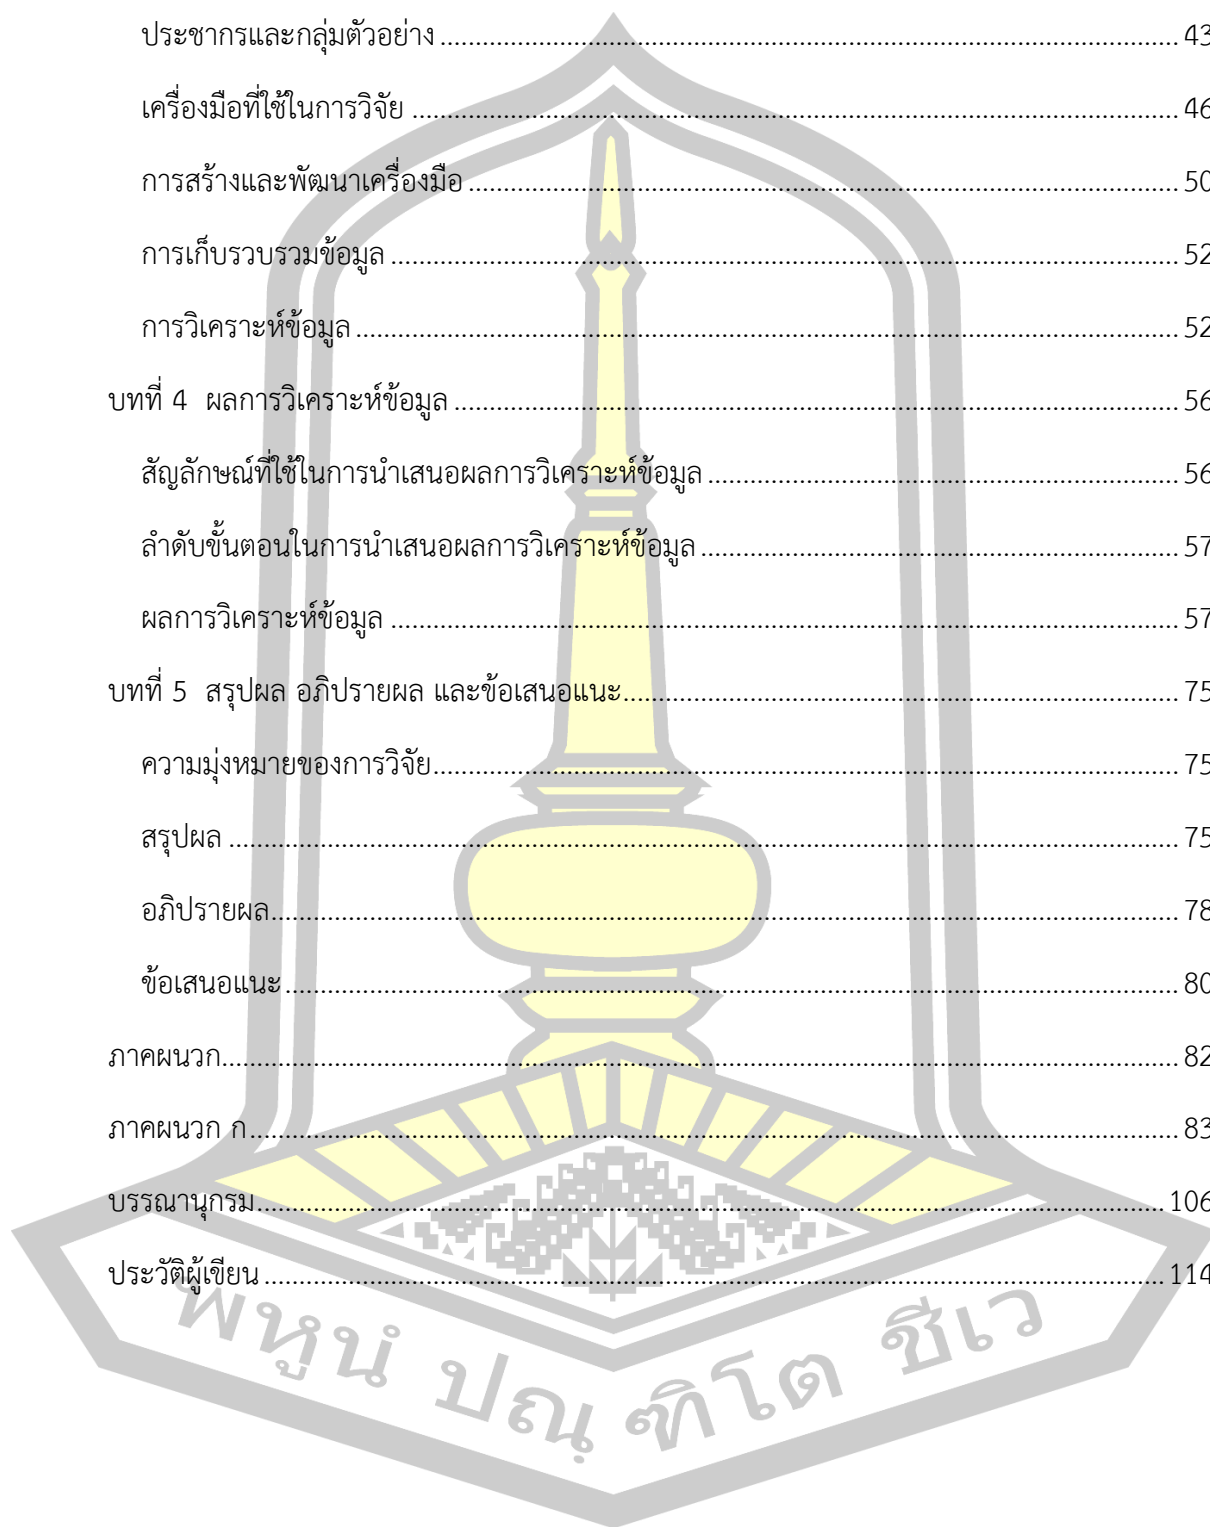 ประชากรและกลุ่มตัวอย่าง ........ 43
เครื่องมือที่ใช้ในการวิจัย ........ 46
การสร้างและพัฒนาเครื่องมือ ........ 50
การเก็บรวบรวมข้อมูล ........ 52
การวิเคราะห์ข้อมูล ........ 52
บทที่ 4 ผลการวิเคราะห์ข้อมูล ........ 56
สัญลักษณ์ที่ใช้ในการนำเสนอผลการวิเคราะห์ข้อมูล ........ 56
ลำดับขั้นตอนในการนำเสนอผลการวิเคราะห์ข้อมูล ........ 57
ผลการวิเคราะห์ข้อมูล ........ 57
บทที่ 5 สรุปผล อภิปรายผล และข้อเสนอแนะ ........ 75
ความมุ่งหมายของการวิจัย ........ 75
สรุปผล ........ 75
อภิปรายผล ........ 78
ข้อเสนอแนะ ........ 80
ภาคผนวก ........ 82
ภาคผนวก ก ........ 83
บรรณานุกรม ........ 106
ประวัติผู้เขียน ........ 114
พหูนํ ปณฺฑิโต ชีเว